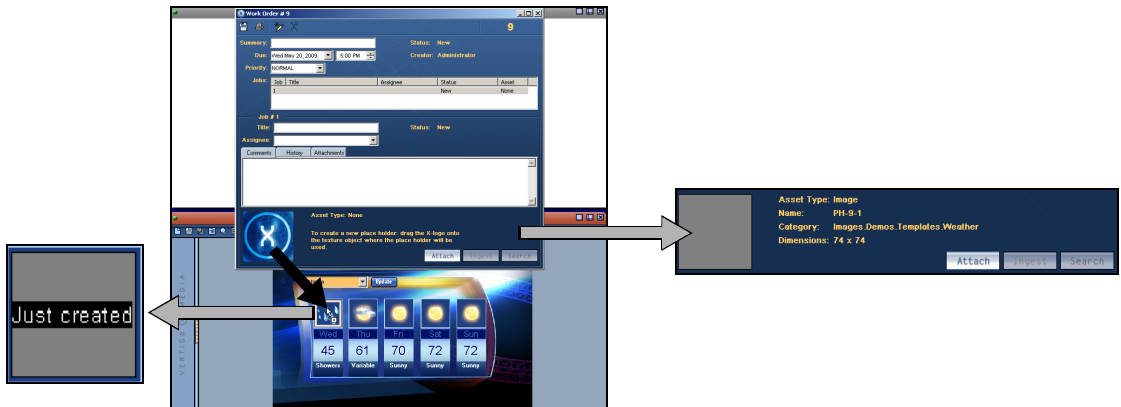 Work Order # 9
9
Summary:
Status: New
Due: Wed May 20, 2009 5:00 PM
Creator: Administrator
Priority: NORMAL
Jobs: Job Title Assignee Status Asset
1 New None
Job # 1
Title:
Status: New
Assignee:
Comments History Attachments
Asset Type: None
To create a new place holder: drag the X-logo onto
the texture object where the place holder will be
used.
Attach Ingest Search
X
Asset Type: Image
Name: PH-9-1
Category: Images.Demos.Templates.Weather
Dimensions: 74 x 74
Attach Ingest Search
Just created
Update
Wed Thu Fri Sat Sun
45 61 70 72 72
Showers Variable Sunny Sunny Sunny